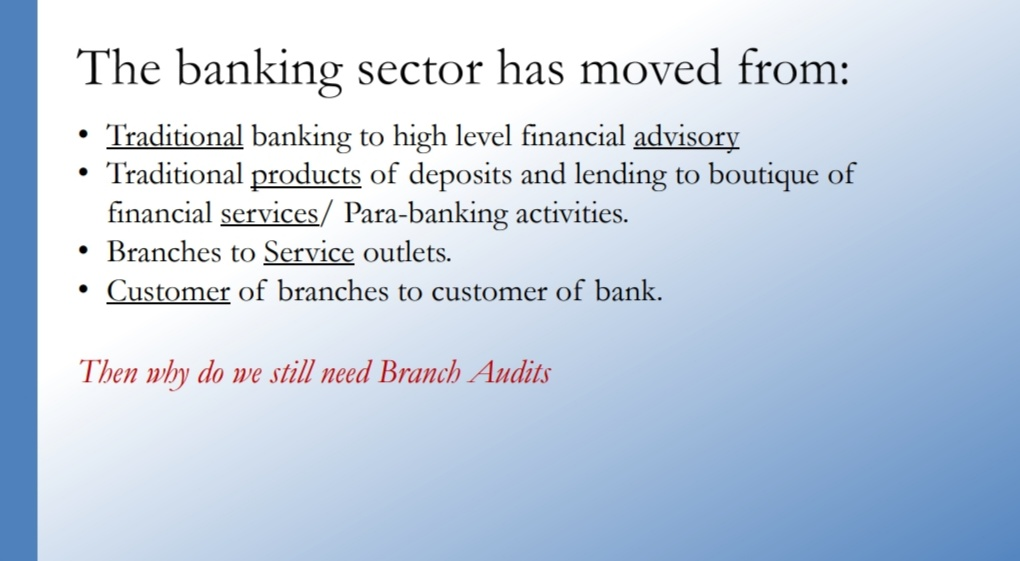 The banking sector has moved from:
• Traditional banking to high level financial advisory
• Traditional products of deposits and lending to boutique of
financial services/ Para-banking activities.
• Branches to Service outlets.
• Customer of branches to customer of bank.
Then why do we still need Branch Audits